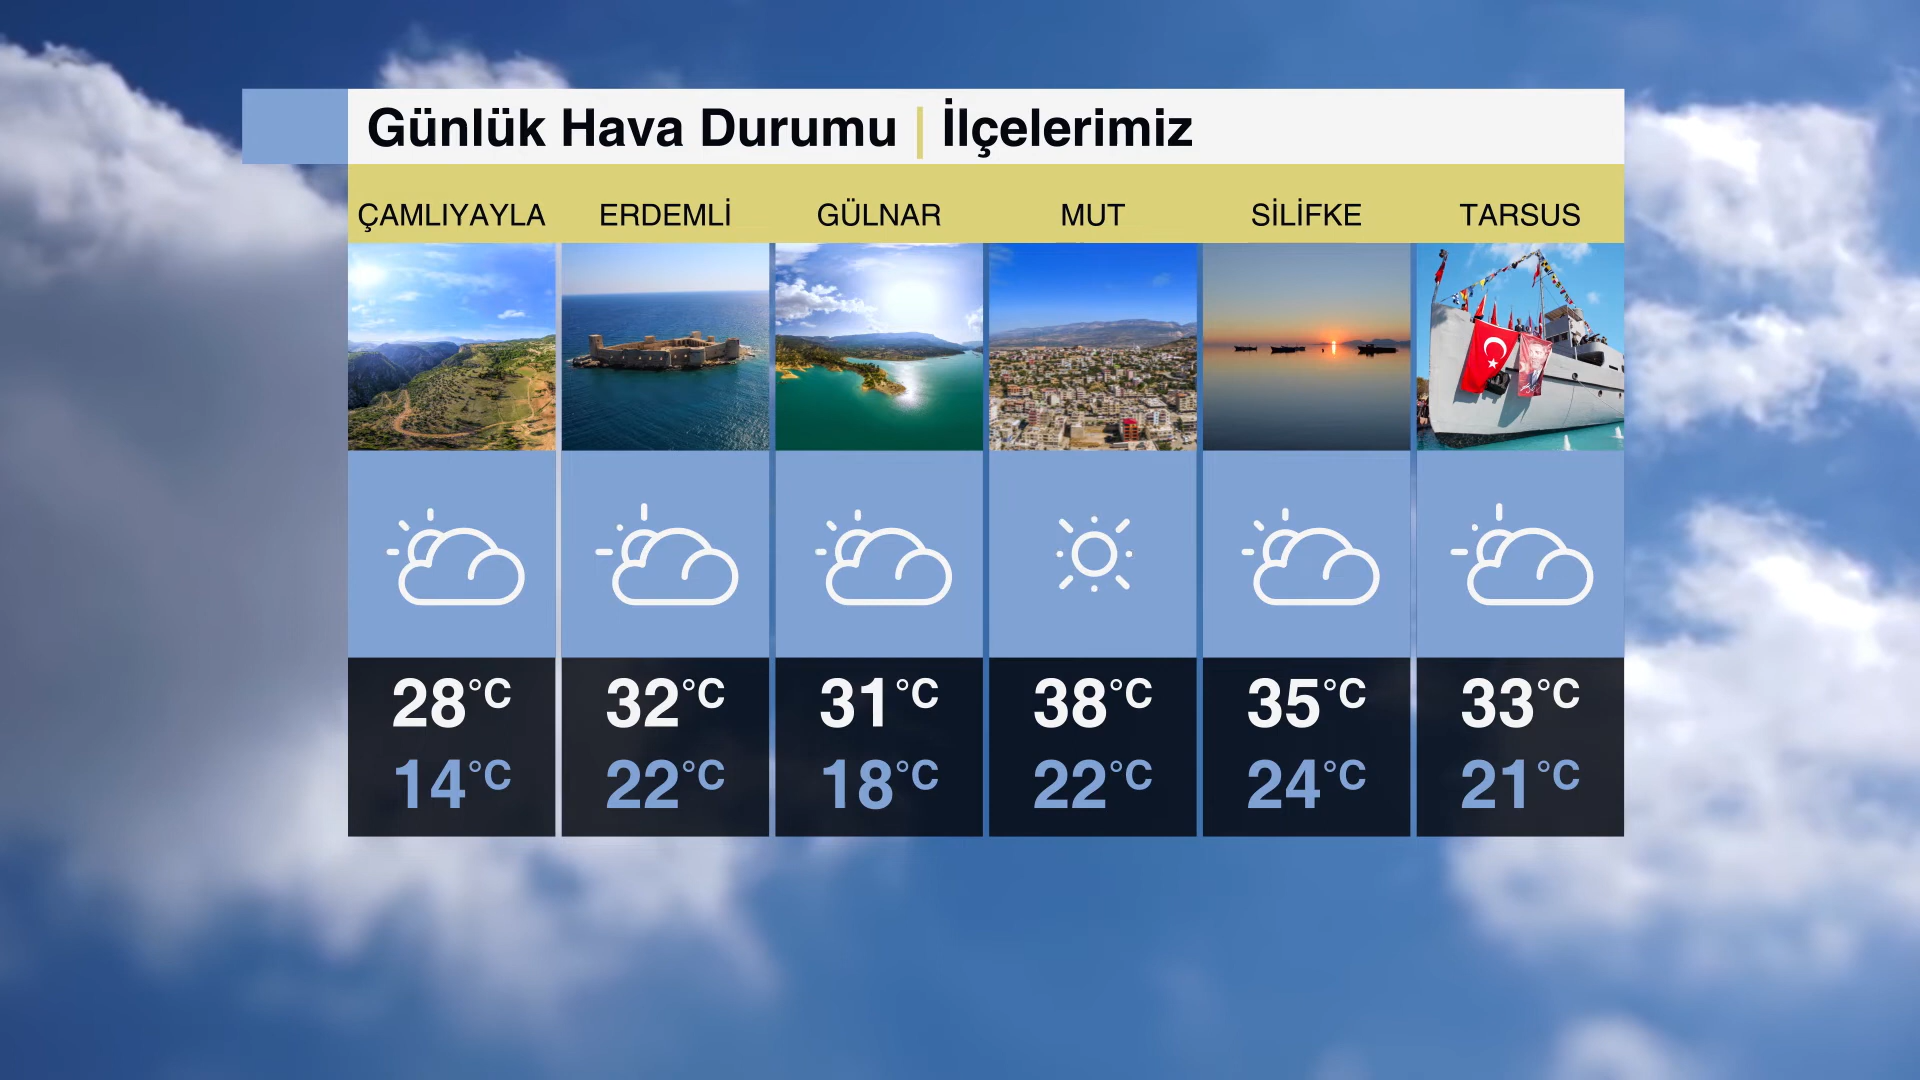 Günlük Hava Durumu | İlçelerimiz
ÇAMLIYAYLA ERDEMLİ GÜLNAR MUT SİLİFKE TARSUS
28°C 32°C 31°C 38°C 35°C 33°C
14°C 22°C 18°C 22°C 24°C 21°C